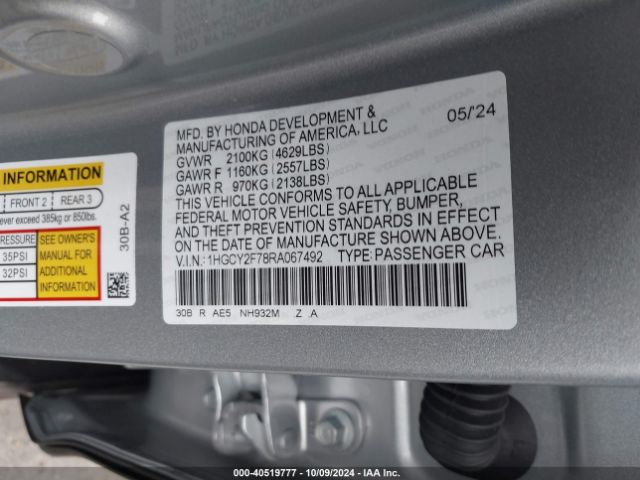 MFD. BY HONDA DEVELOPMENT &
MANUFACTURING OF AMERICA, LLC
05/'24
GVWR 2100KG (4629LBS)
GAWR F 1160KG (2557LBS)
GAWR R 970KG (2138LBS)
THIS VEHICLE CONFORMS TO ALL APPLICABLE
FEDERAL MOTOR VEHICLE SAFETY, BUMPER,
AND THEFT PREVENTION STANDARDS IN EFFECT
ON THE DATE OF MANUFACTURE SHOWN ABOVE.
V.I.N.: 1HGCY2F78RA067492 TYPE: PASSENGER CAR
30B R AE5 NH932M Z .A
INFORMATION
FRONT 2 REAR 3
ever exceed 385kg or 850lbs.
RESSURE
35PSI
32PSI
SEE OWNER'S
MANUAL FOR
ADDITIONAL
INFORMATION
30B-A2
000-40519777 - 10/09/2024 - IAA Inc.